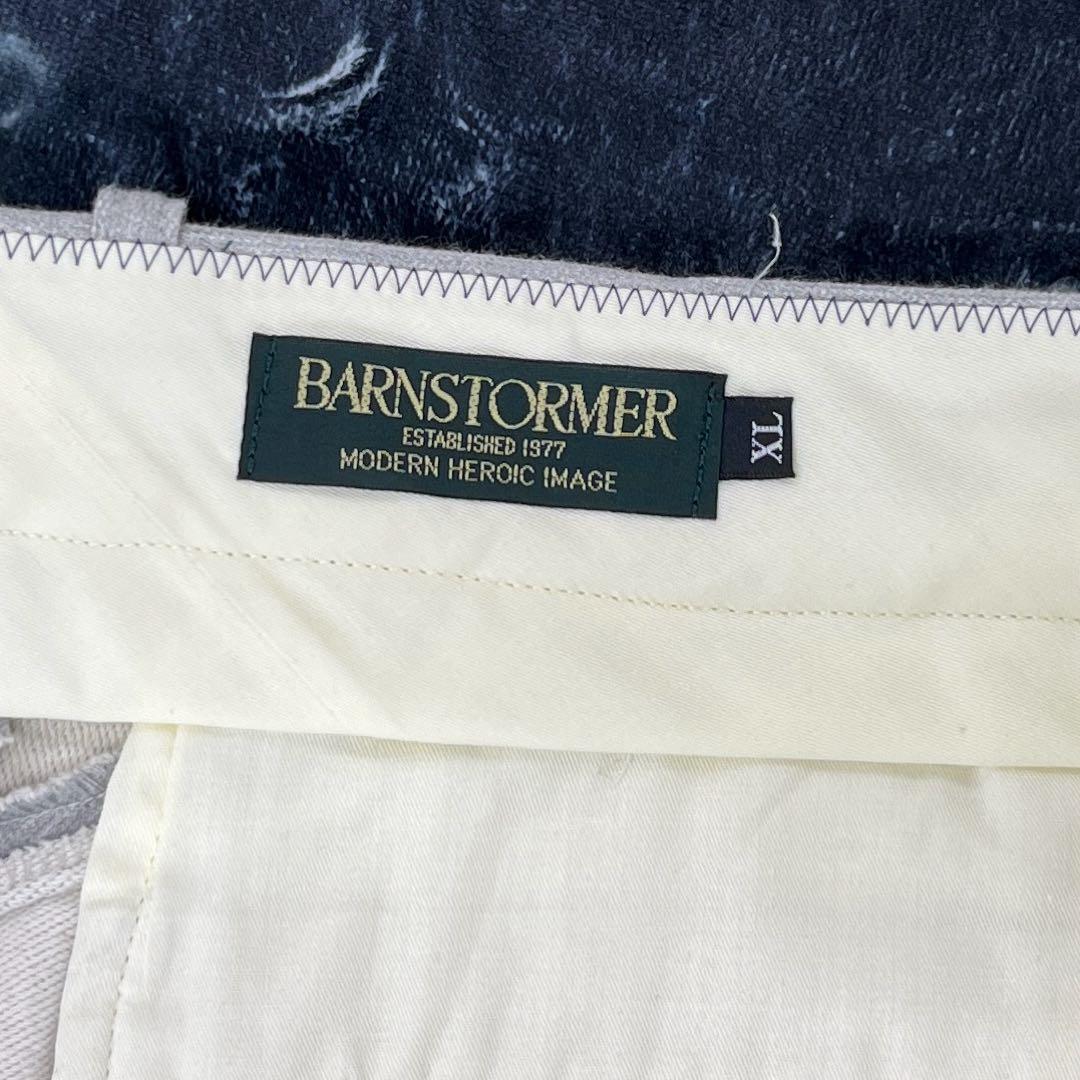 BARNSTORMER
ESTABLISHED 1977
MODERN HEROIC IMAGE
XL